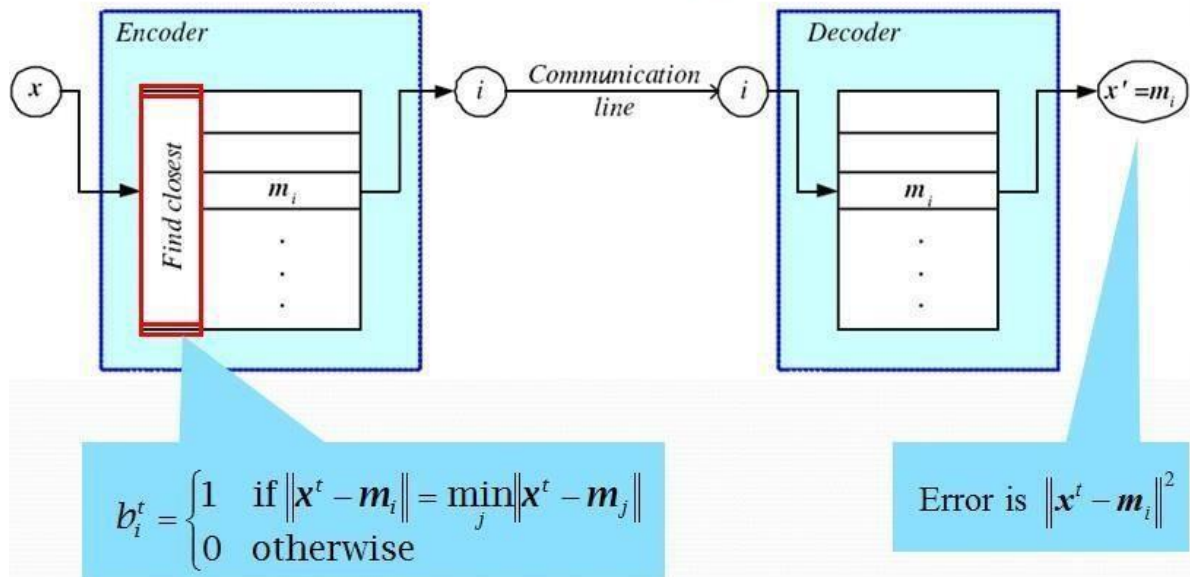 Encoder
Decoder
x
i
Communication
line
i
x' = m_i
Find closest
m_i
.
.
.
m_i
.
.
.
b_i^t = {1 if ‖x^t − m_i‖ = min_j ‖x^t − m_j‖
0 otherwise
Error is ‖x^t − m_i‖^2